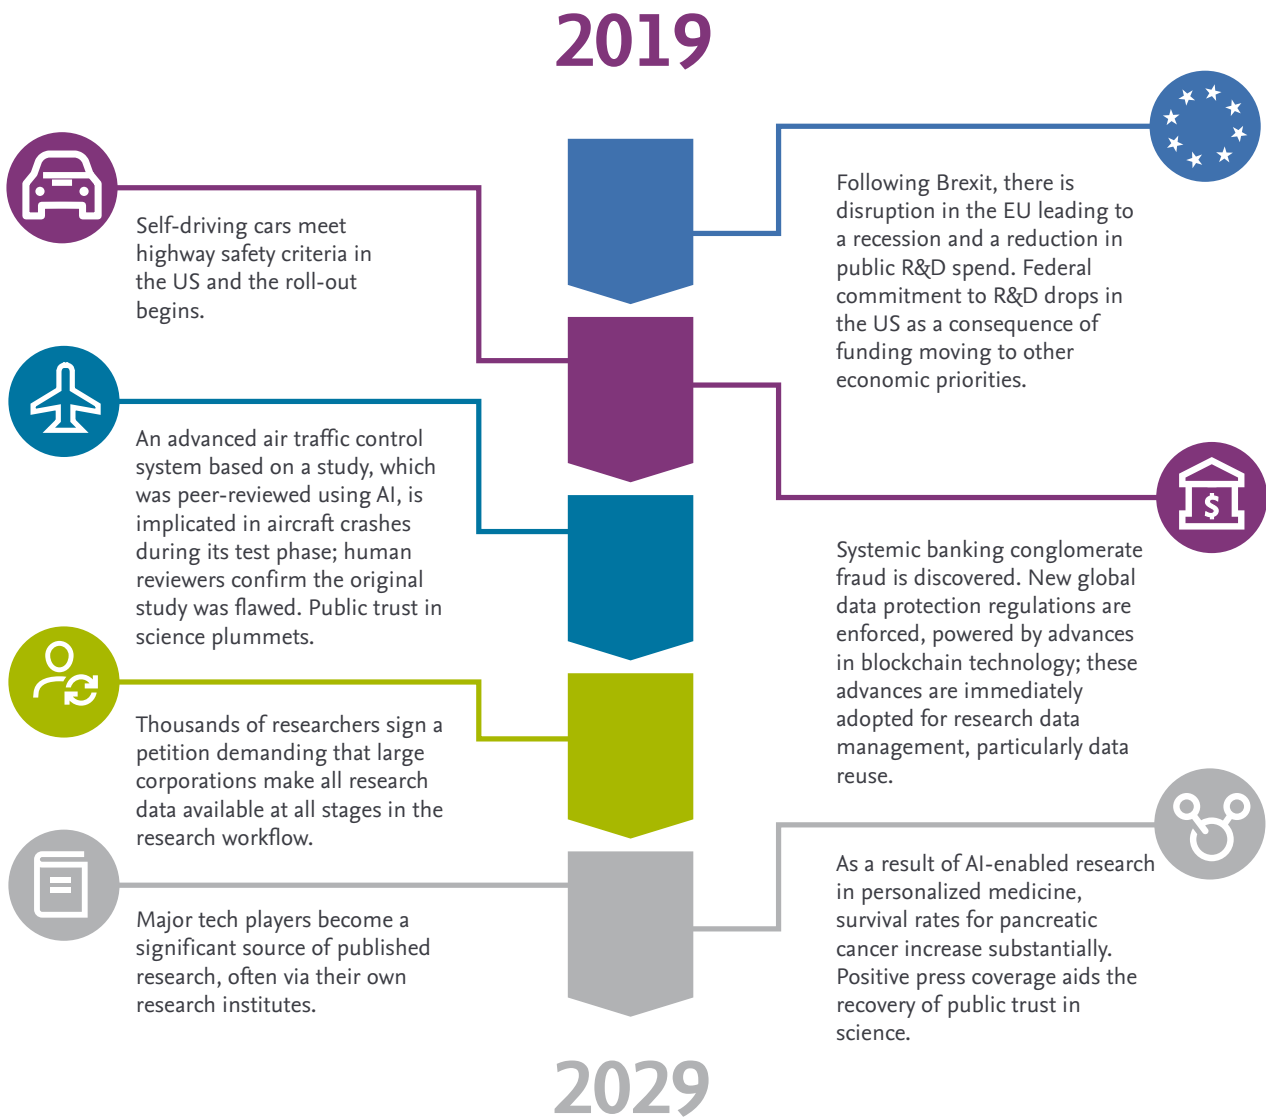 2019
Following Brexit, there is
disruption in the EU leading to
a recession and a reduction in
public R&D spend. Federal
commitment to R&D drops in
the US as a consequence of
funding moving to other
economic priorities.
Self-driving cars meet
highway safety criteria in
the US and the roll-out
begins.
An advanced air traffic control
system based on a study, which
was peer-reviewed using AI, is
implicated in aircraft crashes
during its test phase; human
reviewers confirm the original
study was flawed. Public trust in
science plummets.
$
Systemic banking conglomerate
fraud is discovered. New global
data protection regulations are
enforced, powered by advances
in blockchain technology; these
advances are immediately
adopted for research data
management, particularly data
reuse.
Thousands of researchers sign a
petition demanding that large
corporations make all research
data available at all stages in the
research workflow.
Major tech players become a
significant source of published
research, often via their own
research institutes.
As a result of AI-enabled research
in personalized medicine,
survival rates for pancreatic
cancer increase substantially.
Positive press coverage aids the
recovery of public trust in
science.
2029